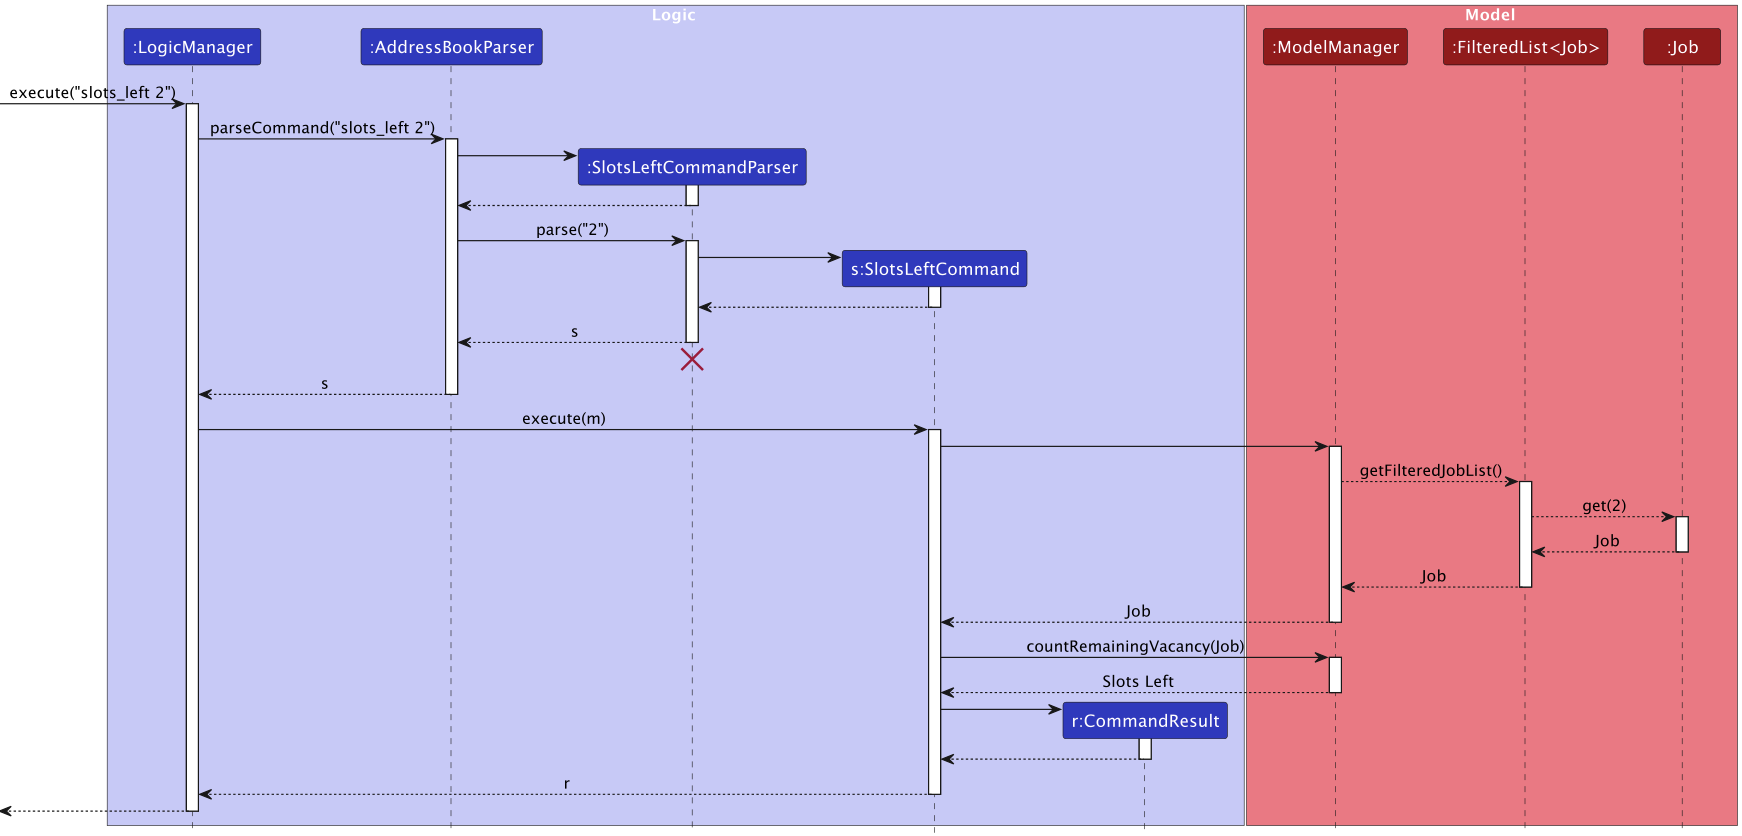 Logic
Model
:LogicManager
:AddressBookParser
:ModelManager
:FilteredList<Job>
:Job
execute("slots_left 2")
parseCommand("slots_left 2")
:SlotsLeftCommandParser
parse("2")
s:SlotsLeftCommand
s
s
execute(m)
getFilteredJobList()
get(2)
Job
Job
Job
countRemainingVacancy(Job)
Slots Left
r:CommandResult
r